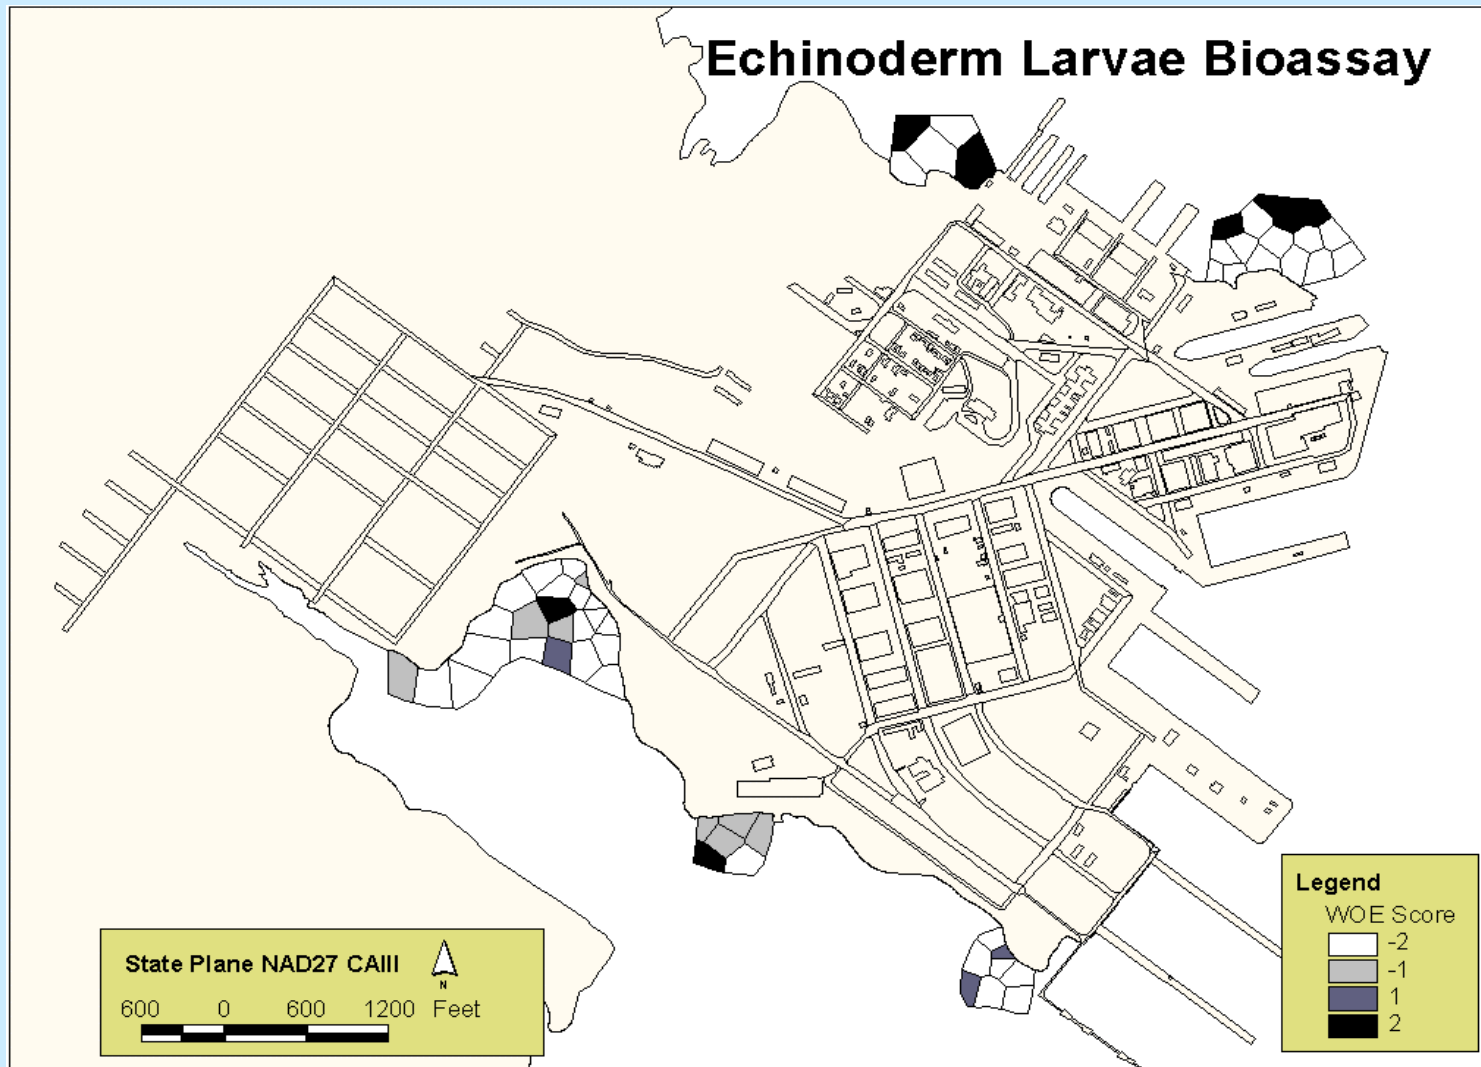 Echinoderm Larvae Bioassay
State Plane NAD27 CAIII
N
600 0 600 1200 Feet
Legend
WOE Score
-2
-1
1
2